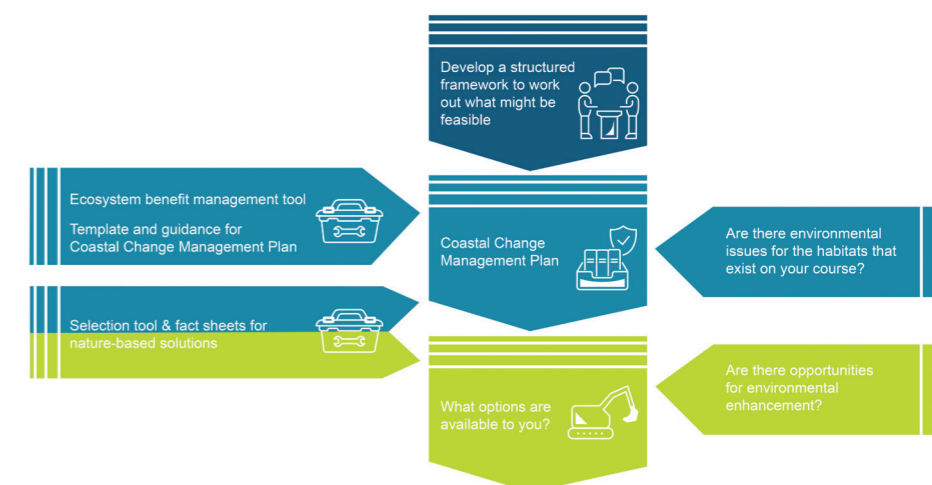 Develop a structured
framework to work
out what might be
feasible
Ecosystem benefit management tool
Template and guidance for
Coastal Change Management Plan
Coastal Change
Management Plan
Are there environmental
issues for the habitats that
exist on your course?
Selection tool & fact sheets for
nature-based solutions
What options are
available to you?
Are there opportunities
for environmental
enhancement?